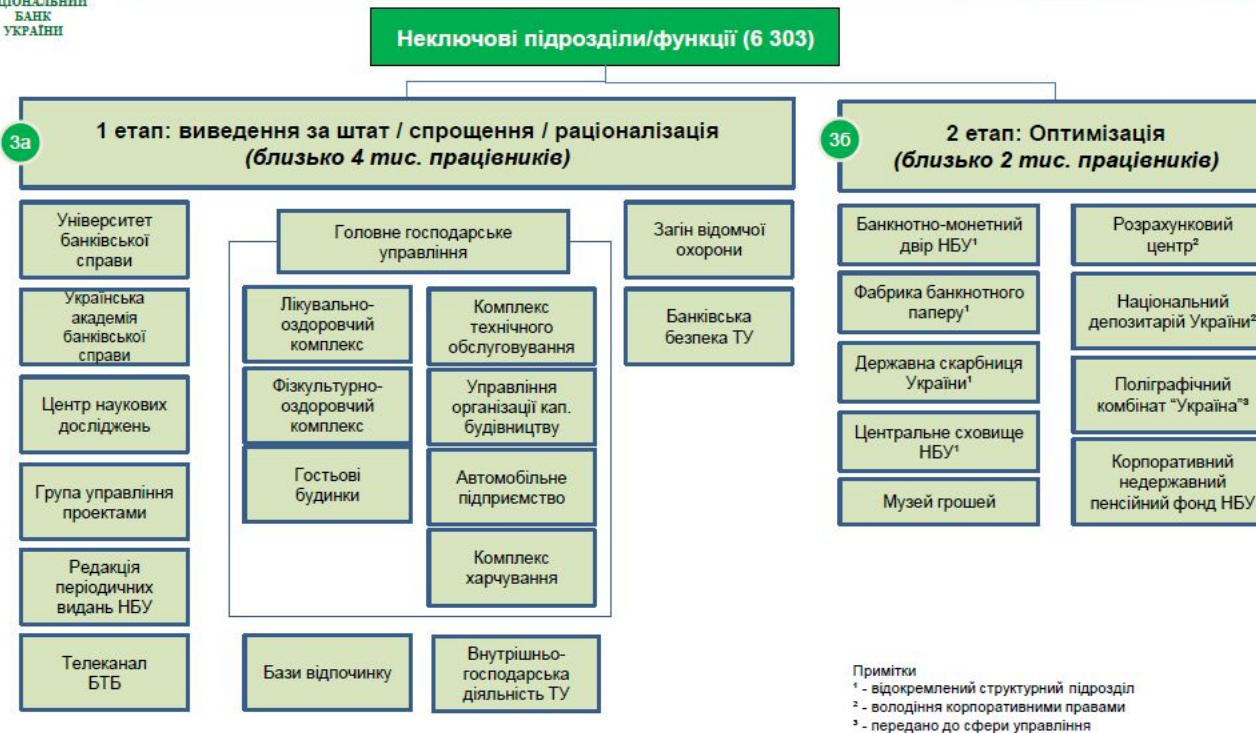 БАНК
УКРАЇНИ
Неключові підрозділи/функції (6 303)
3а
1 етап: виведення за штат / спрощення / раціоналізація
(близько 4 тис. працівників)
3б
2 етап: Оптимізація
(близько 2 тис. працівників)
Університет
банківської
справи
Українська
академія
банківської
справи
Центр наукових
досліджень
Група управління
проектами
Редакція
періодичних
видань НБУ
Телеканал
БТБ
Головне господарське
управління
Лікувально-
оздоровчий
комплекс
Фізкультурно-
оздоровчий
комплекс
Гостьові
будинки
Комплекс
технічного
обслуговування
Управління
організації кап.
будівництву
Автомобільне
підприємство
Комплекс
харчування
Бази відпочинку
Внутрішньо-
господарська
діяльність ТУ
Загін відомчої
охорони
Банківська
безпека ТУ
Банкнотно-монетний
двір НБУ¹
Фабрика банкнотного
паперу¹
Державна скарбниця
України¹
Центральне сховище
НБУ¹
Музей грошей
Розрахунковий
центр²
Національний
депозитарій України²
Поліграфічний
комбінат “Україна”³
Корпоративний
недержавний
пенсійний фонд НБУ
Примітки
¹ - відокремлений структурний підрозділ
² - володіння корпоративними правами
³ - передано до сфери управління